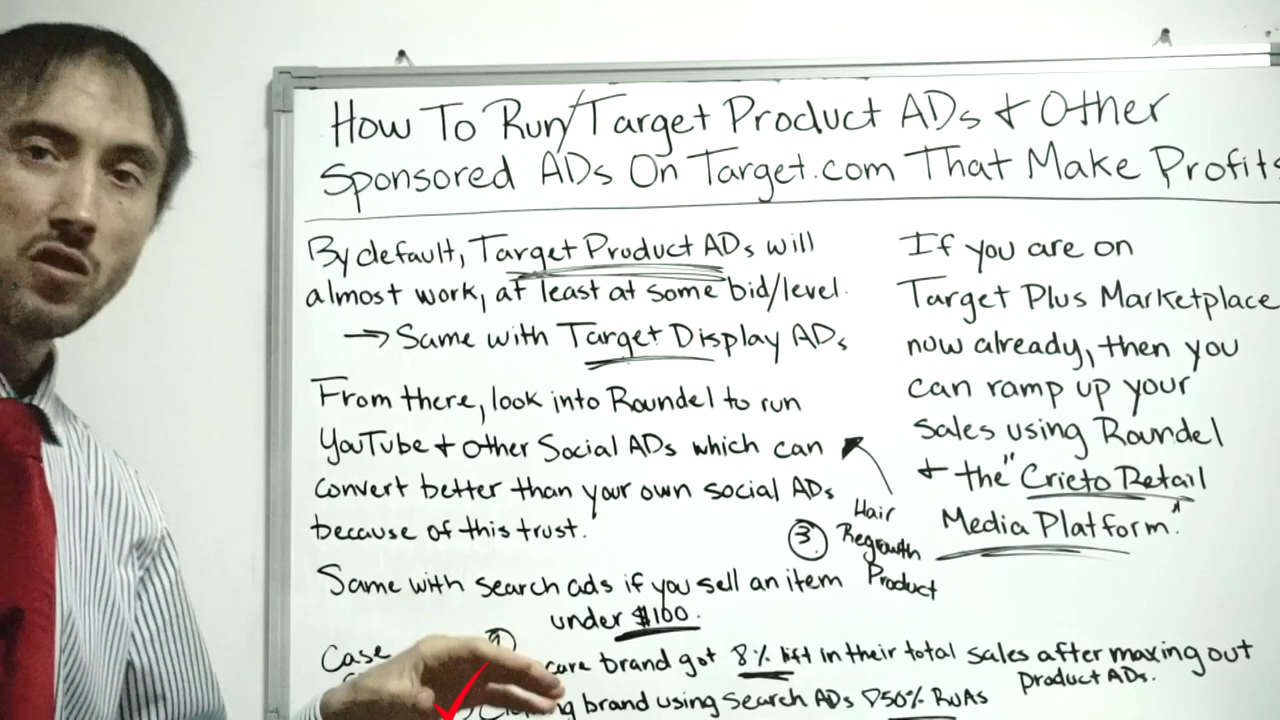 How To Run/Target Product ADs + Other
Sponsored ADs On Target.com That Make Profits
By default, Target Product ADs will
almost work, at least at some bid/level.
→ Same with Target Display ADs
From there, look into Roundel to run
YouTube + Other Social ADs which can
convert better than your own social ADs
because of this trust.
Same with search ads if you sell an item
under $100.
If you are on
Target Plus Marketplace
now already, then you
can ramp up your
sales using Roundel
+ the "Crieto Retail
Media Platform"
3.
Hair
Regrowth
Product
Case
1
care brand got 8% lift in their total sales after maxing out
product ADs.
brand using Search ADs 50% RoAs